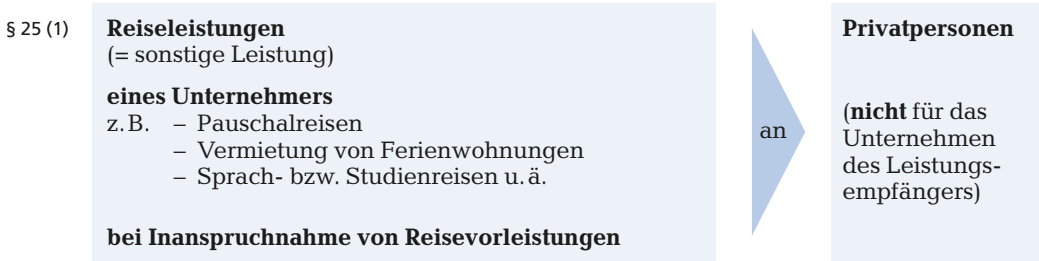 § 25 (1)
Reiseleistungen
(= sonstige Leistung)
eines Unternehmers
z.B. – Pauschalreisen
– Vermietung von Ferienwohnungen
– Sprach- bzw. Studienreisen u.ä.
bei Inanspruchnahme von Reisevorleistungen
an
Privatpersonen
(nicht für das
Unternehmen
des Leistungs-
empfängers)